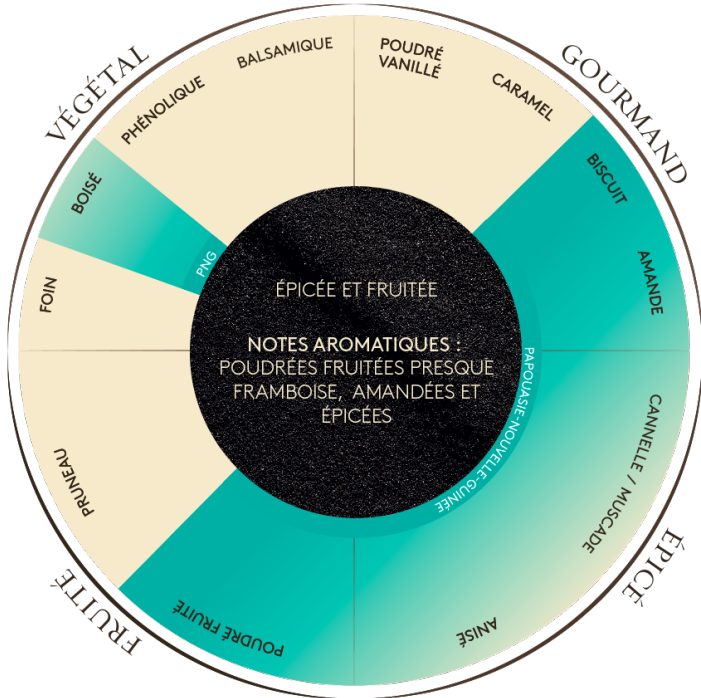 VÉGÉTAL
GOURMAND
PHÉNOLIQUE
BALSAMIQUE
POUDRÉ
VANILLÉ
CARAMEL
BISCUIT
BOISÉ
AMANDE
PNG
FOIN
ÉPICÉE ET FRUITÉE
NOTES AROMATIQUES :
POUDRÉES FRUITÉES PRESQUE
FRAMBOISE, AMANDÉES ET
ÉPICÉES
PAPOUASIE-NOUVELLE-GUINÉE
CANNELLE / MUSCADE
PRUNEAU
POUDRÉ FRUITÉ
ANISÉ
FRUITÉ
ÉPICÉ